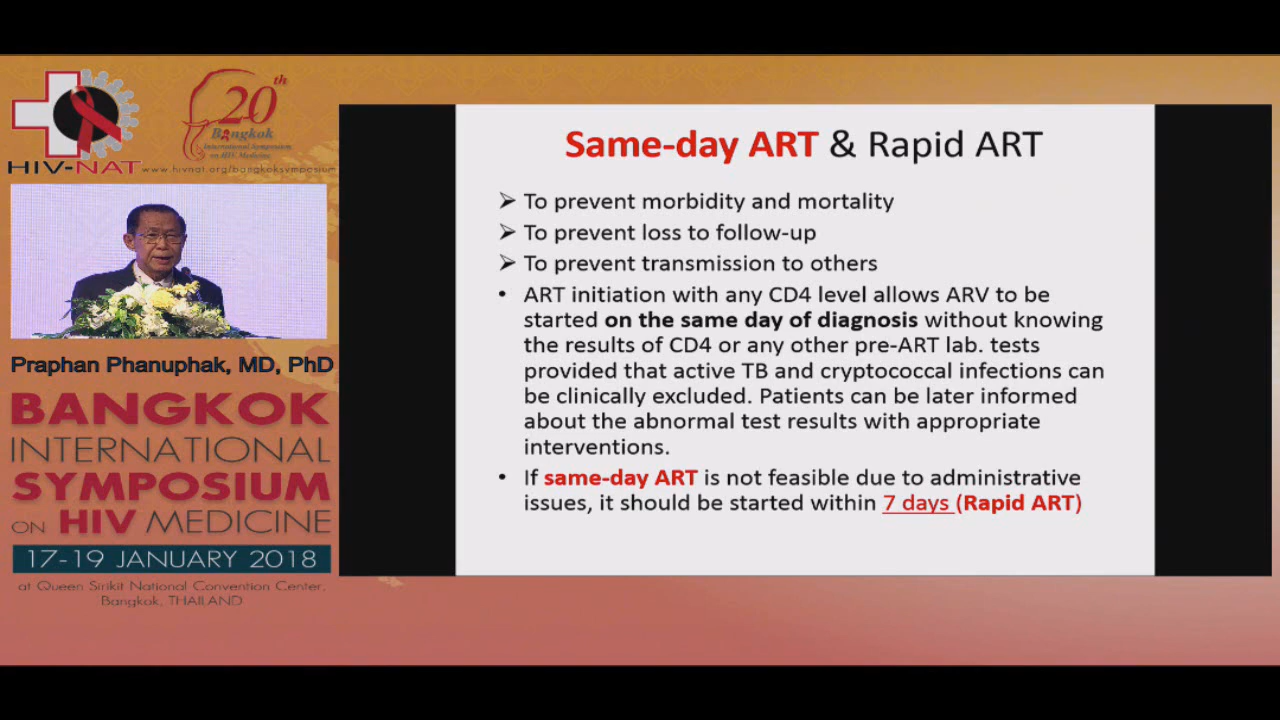 20th
Bangkok
International Symposium
on HIV Medicine
HIV-NAT www.hivnat.org/bangkoksymposium
Praphan Phanuphak, MD, PhD
BANGKOK
INTERNATIONAL
SYMPOSIUM
ON HIV MEDICINE
17-19 JANUARY 2018
at Queen Sirikit National Convention Center,
Bangkok, THAILAND
Same-day ART & Rapid ART
➢ To prevent morbidity and mortality
➢ To prevent loss to follow-up
➢ To prevent transmission to others
• ART initiation with any CD4 level allows ARV to be
started on the same day of diagnosis without knowing
the results of CD4 or any other pre-ART lab. tests
provided that active TB and cryptococcal infections can
be clinically excluded. Patients can be later informed
about the abnormal test results with appropriate
interventions.
• If same-day ART is not feasible due to administrative
issues, it should be started within 7 days (Rapid ART)